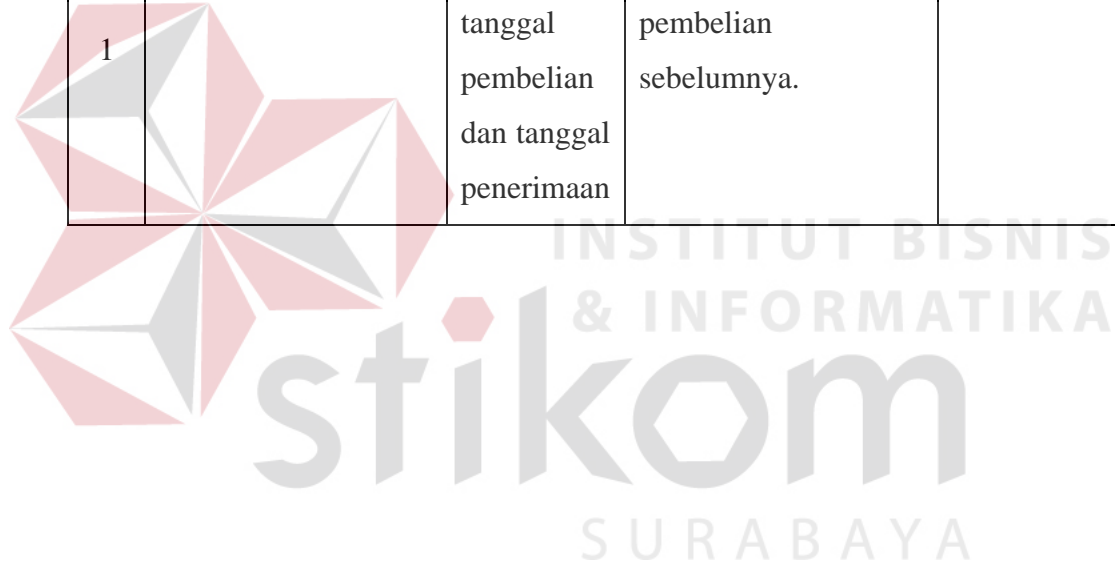 1
tanggal
pembelian
dan tanggal
penerimaan
pembelian
sebelumnya.
INSTITUT BISNIS
& INFORMATIKA
stikom
SURABAYA